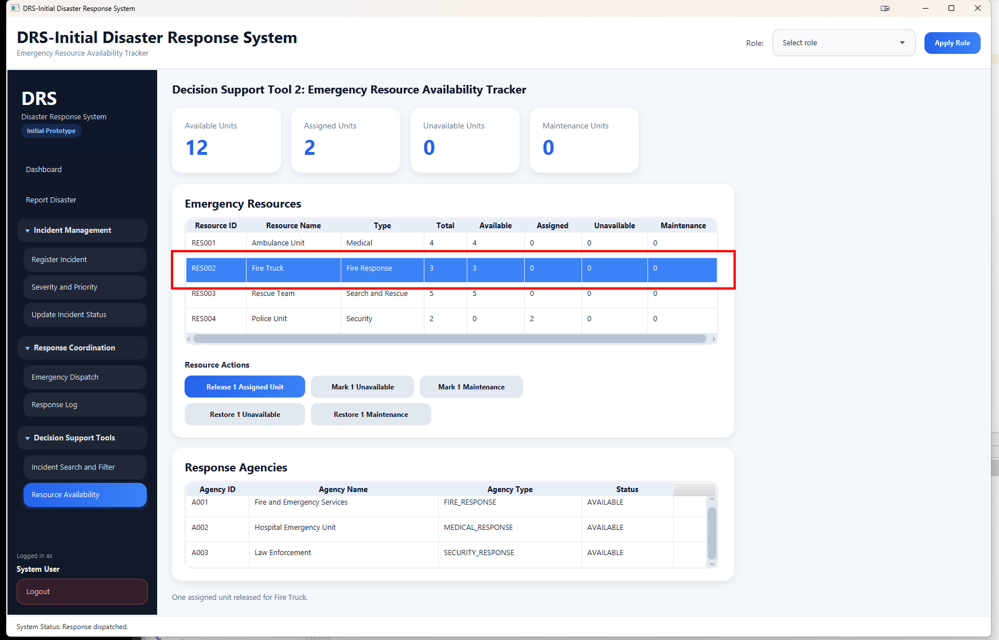 DRS-Initial Disaster Response System
DRS-Initial Disaster Response System
Emergency Resource Availability Tracker
Role:
Select role
Apply Role
DRS
Disaster Response System
Initial Prototype
Dashboard
Report Disaster
Incident Management
Register Incident
Severity and Priority
Update Incident Status
Response Coordination
Emergency Dispatch
Response Log
Decision Support Tools
Incident Search and Filter
Resource Availability
Logged in as
System User
Logout
Decision Support Tool 2: Emergency Resource Availability Tracker
Available Units
12
Assigned Units
2
Unavailable Units
0
Maintenance Units
0
Emergency Resources
Resource ID Resource Name Type Total Available Assigned Unavailable Maintenance
RES001 Ambulance Unit Medical 4 4 0 0 0
RES002 Fire Truck Fire Response 3 3 0 0 0
RES003 Rescue Team Search and Rescue 5 5 0 0 0
RES004 Police Unit Security 2 0 2 0 0
Resource Actions
Release 1 Assigned Unit Mark 1 Unavailable Mark 1 Maintenance
Restore 1 Unavailable Restore 1 Maintenance
Response Agencies
Agency ID Agency Name Agency Type Status
A001 Fire and Emergency Services FIRE_RESPONSE AVAILABLE
A002 Hospital Emergency Unit MEDICAL_RESPONSE AVAILABLE
A003 Law Enforcement SECURITY_RESPONSE AVAILABLE
One assigned unit released for Fire Truck.
System Status: Response dispatched.